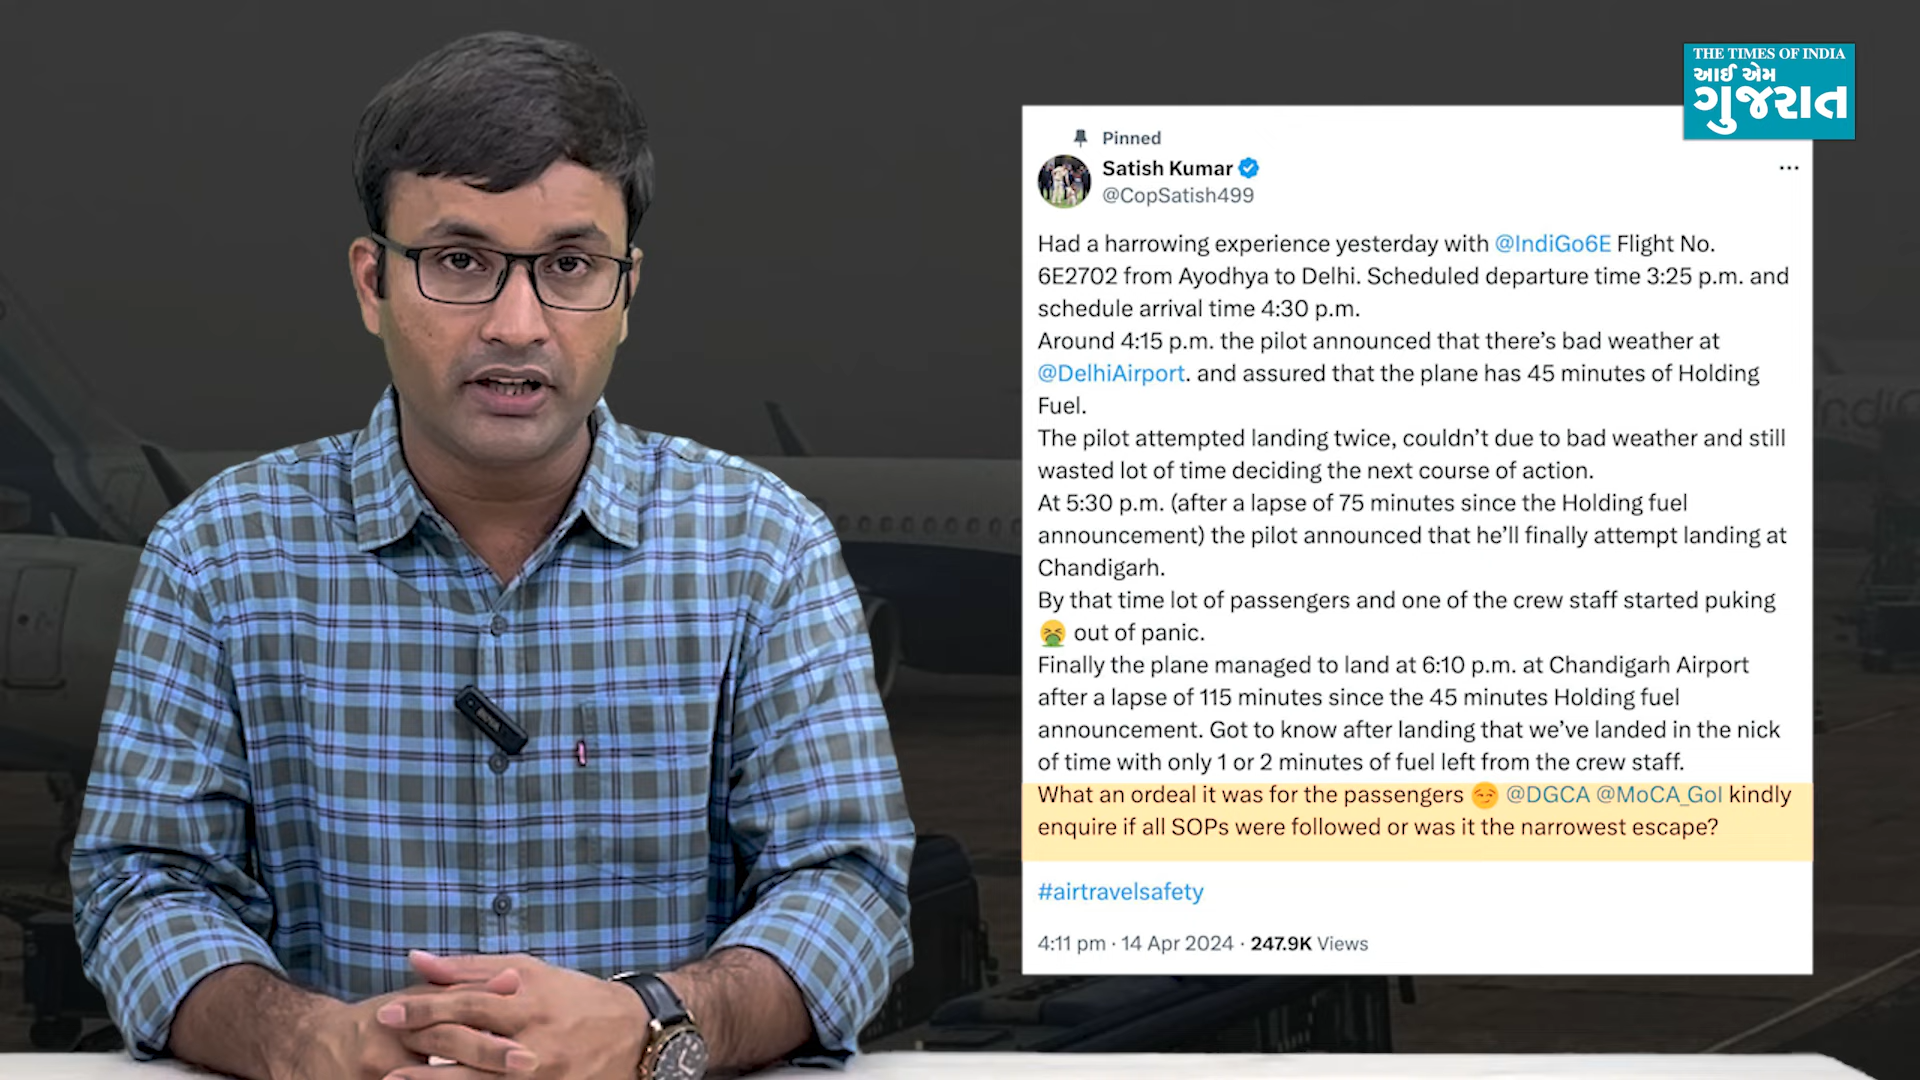 THE TIMES OF INDIA
આઈ એમ
ગુજરાત
Pinned
Satish Kumar
@CopSatish499
Had a harrowing experience yesterday with @IndiGo6E Flight No.
6E2702 from Ayodhya to Delhi. Scheduled departure time 3:25 p.m. and
schedule arrival time 4:30 p.m.
Around 4:15 p.m. the pilot announced that there's bad weather at
@DelhiAirport. and assured that the plane has 45 minutes of Holding
Fuel.
The pilot attempted landing twice, couldn't due to bad weather and still
wasted lot of time deciding the next course of action.
At 5:30 p.m. (after a lapse of 75 minutes since the Holding fuel
announcement) the pilot announced that he'll finally attempt landing at
Chandigarh.
By that time lot of passengers and one of the crew staff started puking
🤮 out of panic.
Finally the plane managed to land at 6:10 p.m. at Chandigarh Airport
after a lapse of 115 minutes since the 45 minutes Holding fuel
announcement. Got to know after landing that we've landed in the nick
of time with only 1 or 2 minutes of fuel left from the crew staff.
What an ordeal it was for the passengers 😏 @DGCA @MoCA_GoI kindly
enquire if all SOPs were followed or was it the narrowest escape?
#airtravelsafety
4:11 pm · 14 Apr 2024 · 247.9K Views